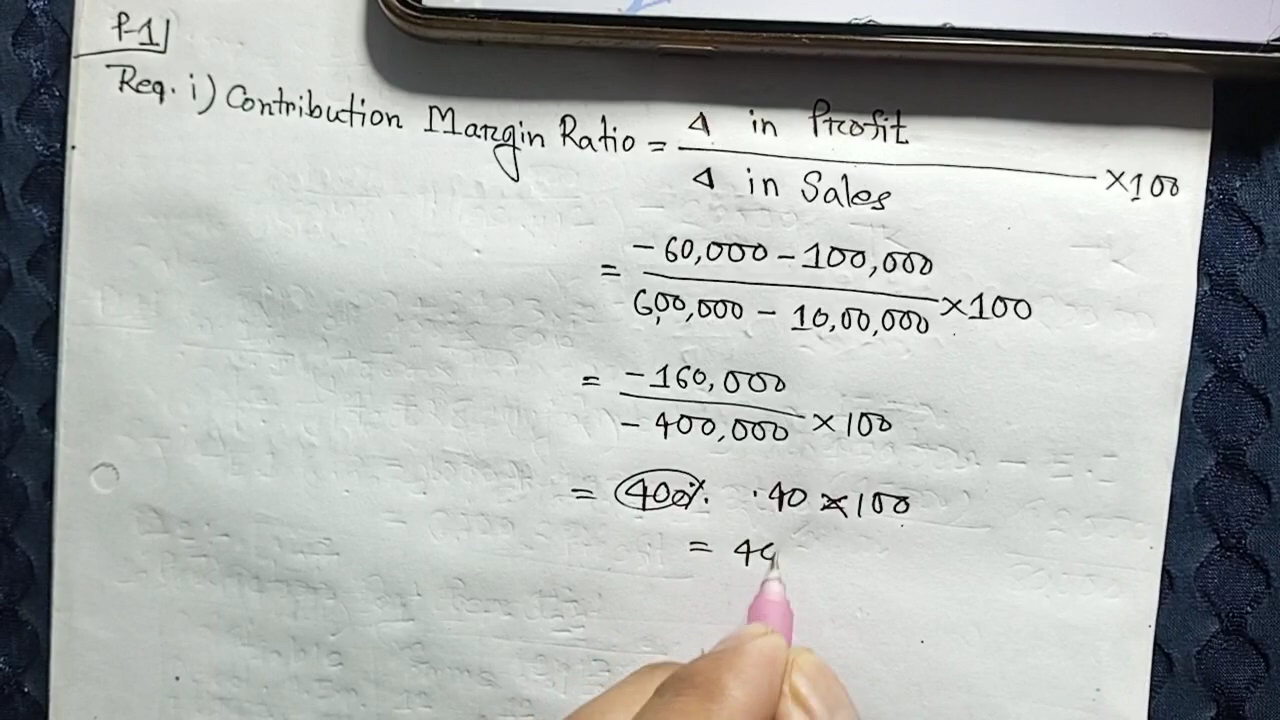 P-1
Req. i) Contribution Margin Ratio = Δ in Profit / Δ in Sales × 100
= -60,000 - 100,000 / 600,000 - 10,00,000 × 100
= -160,000 / -400,000 × 100
= 400% .40 × 100
= 40